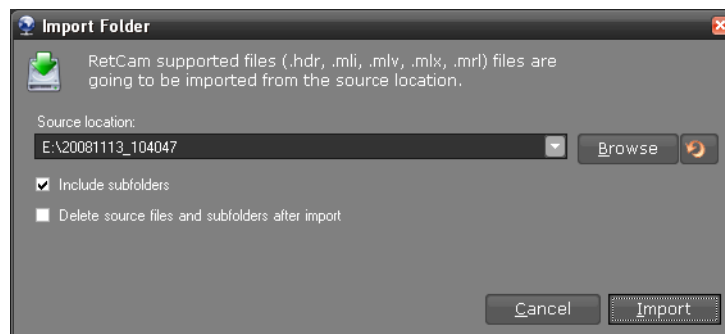 Import Folder
RetCam supported files (.hdr, .mli, .mlv, .mlx, .mrl) files are
going to be imported from the source location.
Source location:
E:\20081113_104047
Browse
Include subfolders
Delete source files and subfolders after import
Cancel
Import